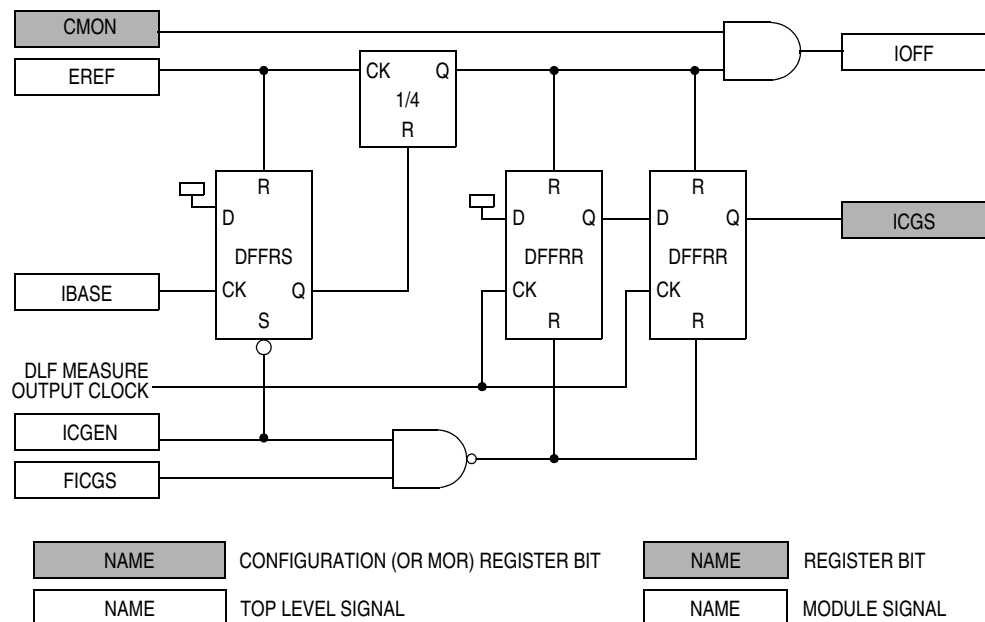 CMON
EREF
CK Q
1/4
R
IOFF
R
D
DFFRS
CK Q
S
R
D Q
DFFRR
CK
R
R
D Q
DFFRR
CK
R
ICGS
IBASE
DLF MEASURE
OUTPUT CLOCK
ICGEN
FICGS
NAME CONFIGURATION (OR MOR) REGISTER BIT
NAME REGISTER BIT
NAME TOP LEVEL SIGNAL
NAME MODULE SIGNAL